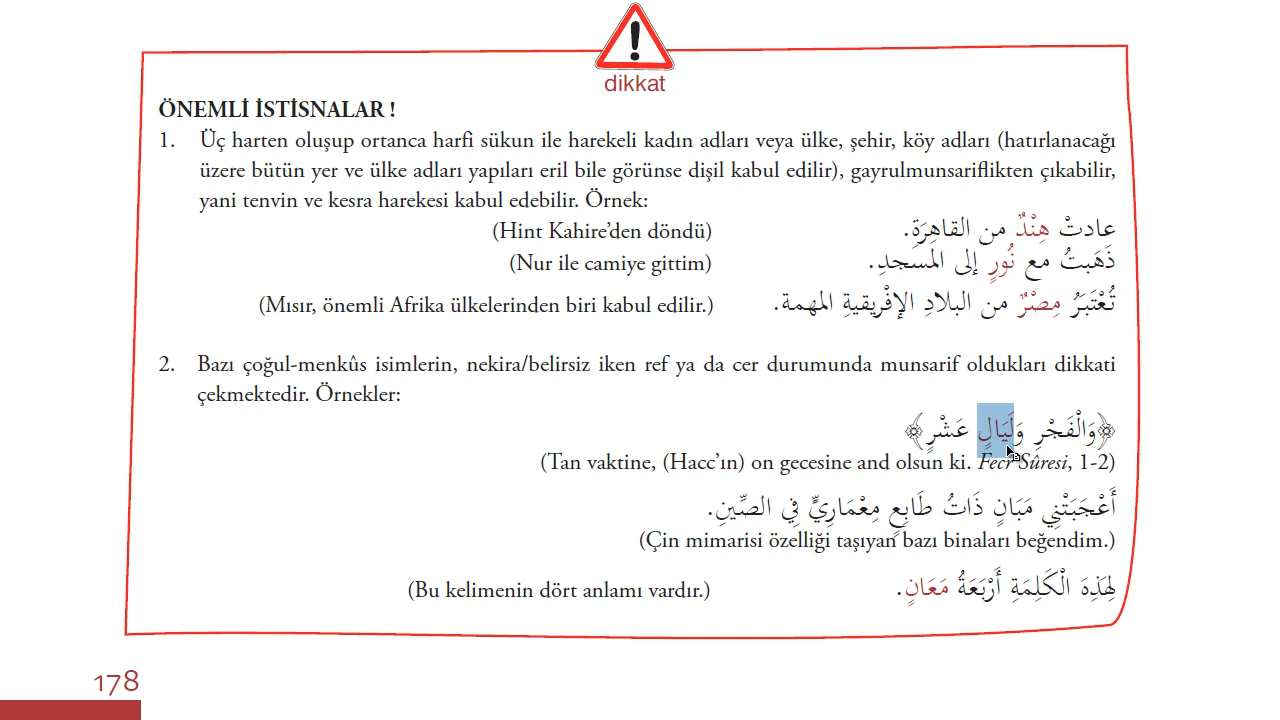 dikkat
ÖNEMLİ İSTİSNALAR !
1. Üç harten oluşup ortanca harfi sükun ile harekeli kadın adları veya ülke, şehir, köy adları (hatırlanacağı
üzere bütün yer ve ülke adları yapıları eril bile görünse dişil kabul edilir), gayrulmunsariflikten çıkabilir,
yani tenvin ve kesra harekesi kabul edebilir. Örnek:
(Hint Kahire’den döndü) عادتْ هِنْدٌ من القاهِرَةِ.
(Nur ile camiye gittim) ذَهَبتُ مع نُورٍ إلى المَسجدِ.
(Mısır, önemli Afrika ülkelerinden biri kabul edilir.) تُعْتَبَرُ مِصْرٌ من البلادِ الإفْريقيةِ المهمة.
2. Bazı çoğul-menkûs isimlerin, nekira/belirsiz iken ref ya da cer durumunda munsarif oldukları dikkati
çekmektedir. Örnekler:
﴿وَالْفَجْرِ وَلَيَالٍ عَشْرٍ﴾
(Tan vaktine, (Hacc’ın) on gecesine and olsun ki. Fecr Sûresi, 1-2)
أَعْجَبَتْنِي مَبَانٍ ذَاتُ طَابِعٍ مِعْمَارِيٍّ فِي الصِّينِ.
(Çin mimarisi özelliği taşıyan bazı binaları beğendim.)
(Bu kelimenin dört anlamı vardır.) لِهَذِهِ الْكَلِمَةِ أَرْبَعَةُ مَعَانٍ.
178